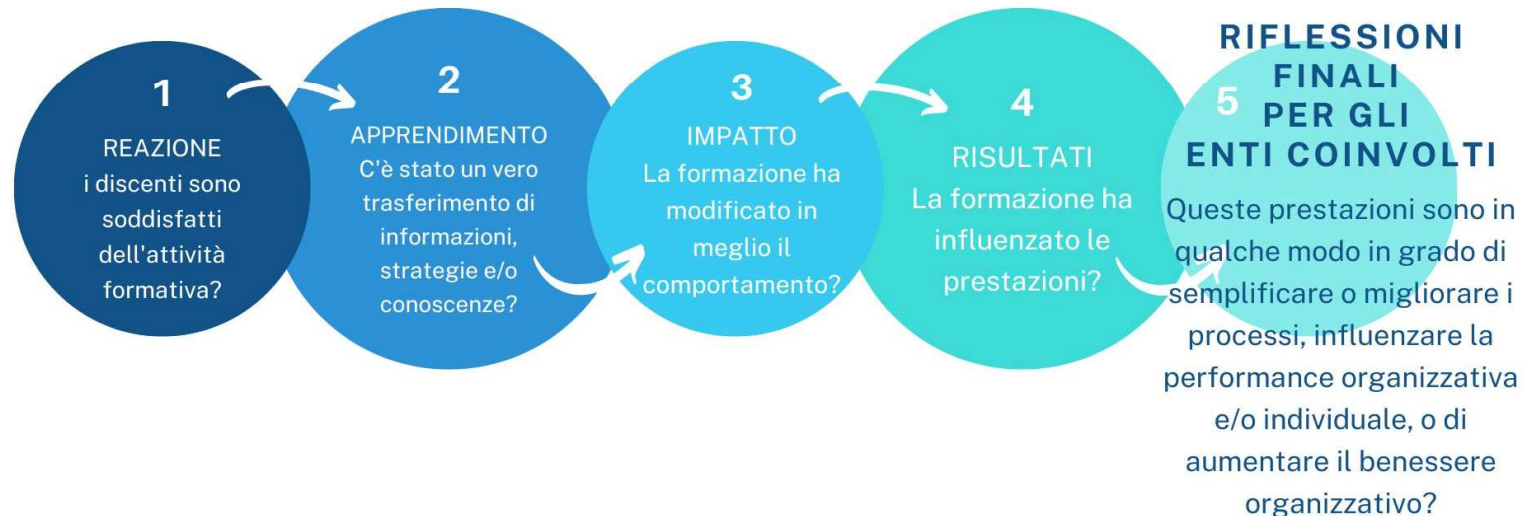 1
REAZIONE
i discenti sono
soddisfatti
dell'attività
formativa?
2
APPRENDIMENTO
C'è stato un vero
trasferimento di
informazioni,
strategie e/o
conoscenze?
3
IMPATTO
La formazione ha
modificato in
meglio il
comportamento?
4
RISULTATI
La formazione ha
influenzato le
prestazioni?
5
RIFLESSIONI
FINALI
PER GLI
ENTI COINVOLTI
Queste prestazioni sono in
qualche modo in grado di
semplificare o migliorare i
processi, influenzare la
performance organizzativa
e/o individuale, o di
aumentare il benessere
organizzativo?